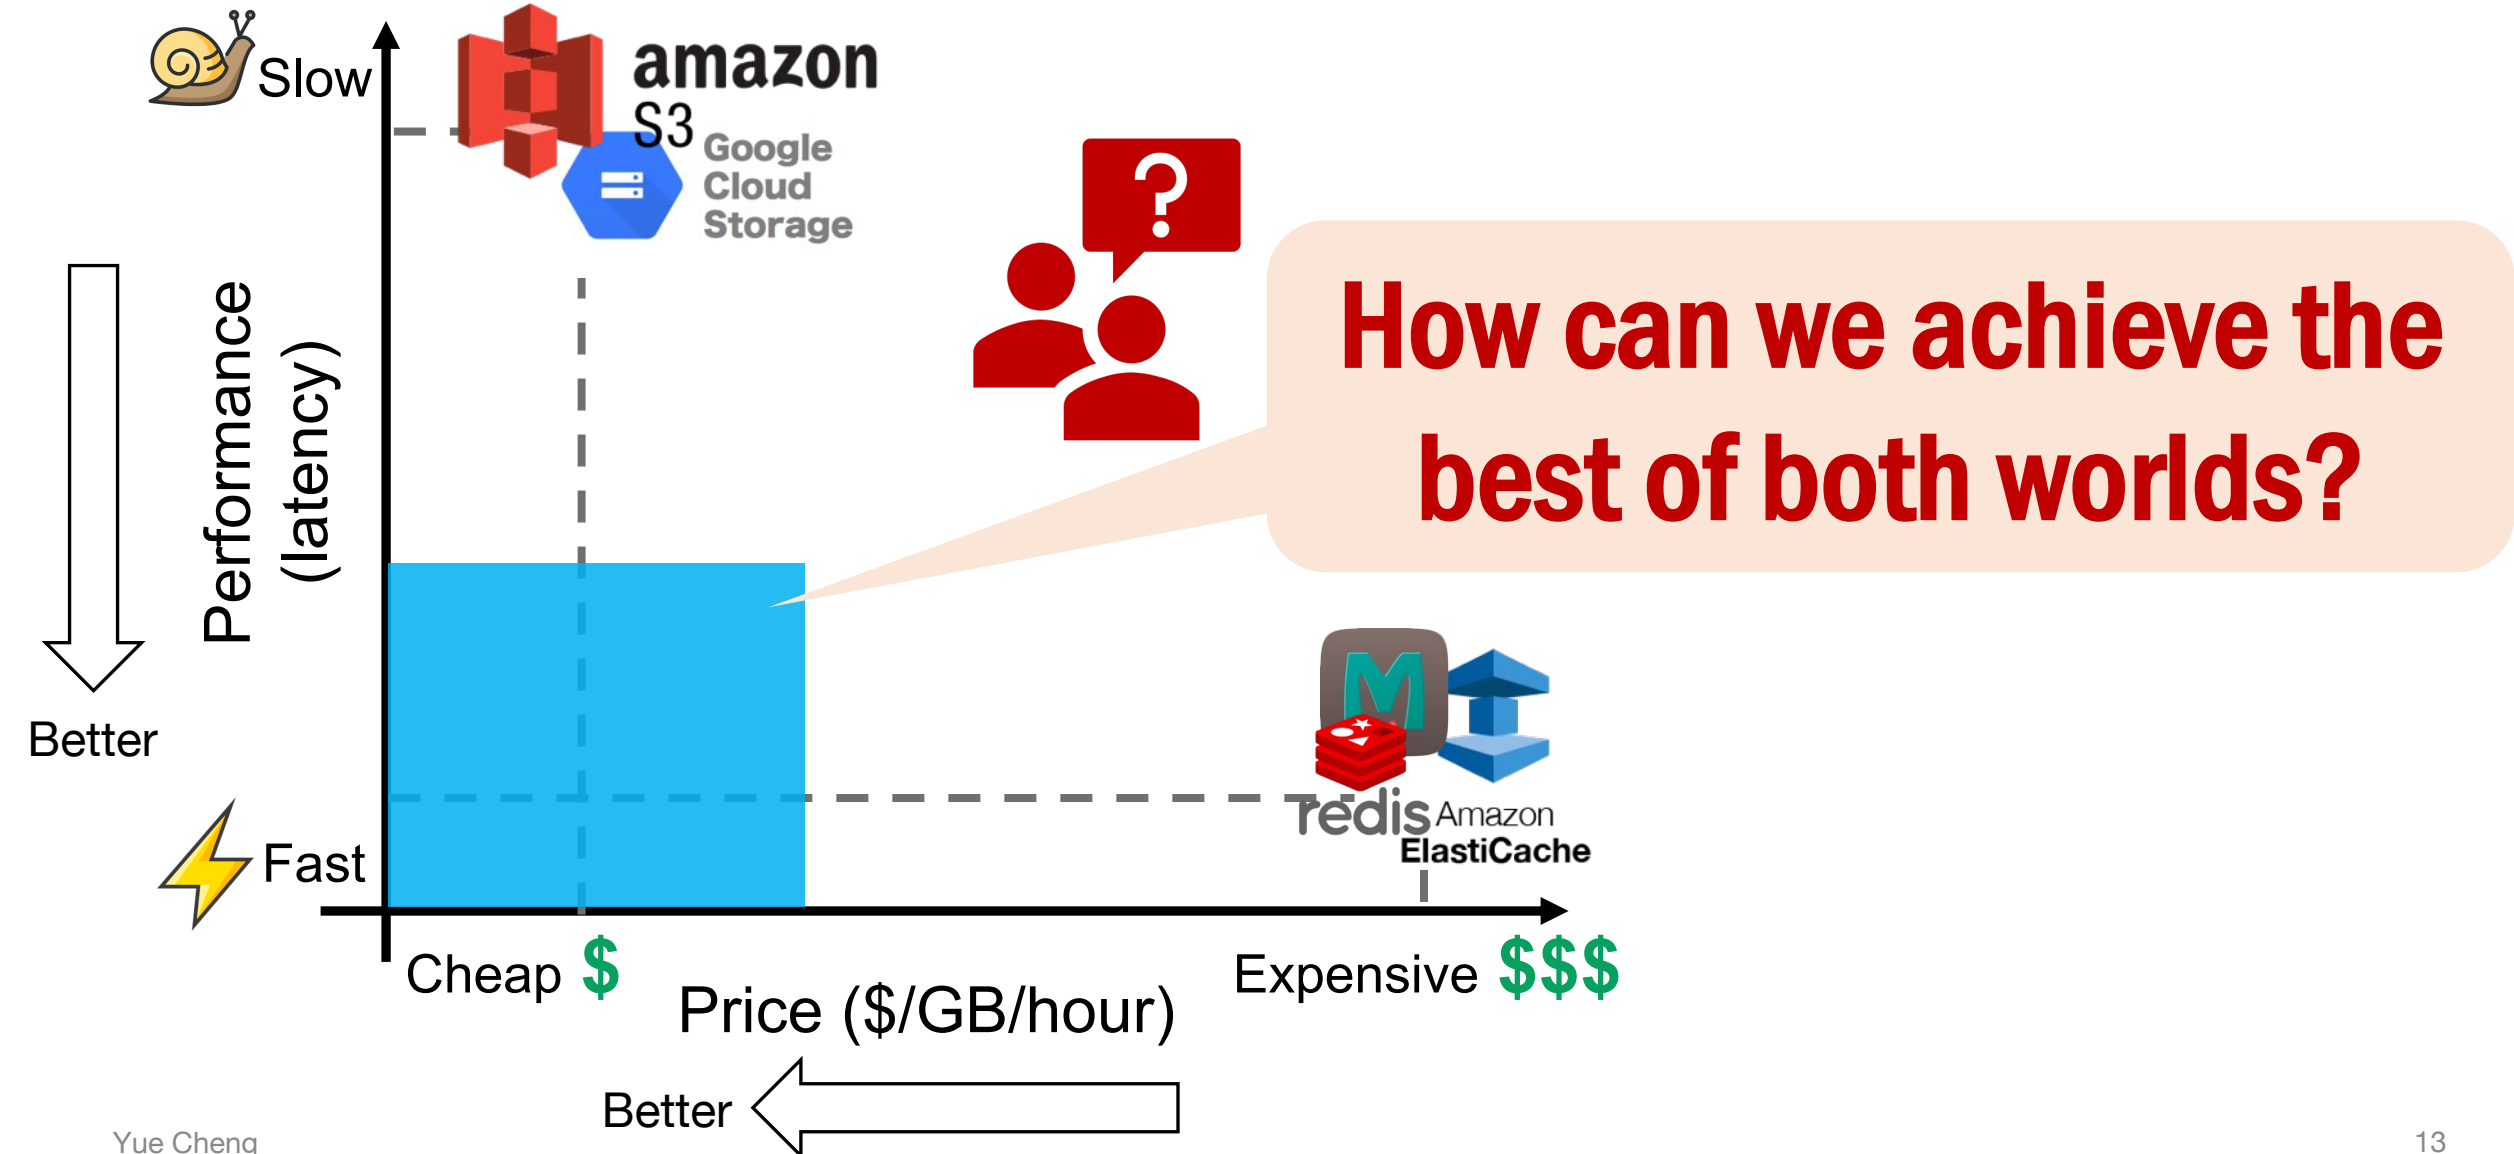 Slow
amazon
S3
Google
Cloud
Storage
?
How can we achieve the
best of both worlds?
Performance
(latency)
Better
Fast
M
redis
Amazon
ElastiCache
Cheap $
Expensive $$$
Price ($/GB/hour)
Better
Yue Cheng
13